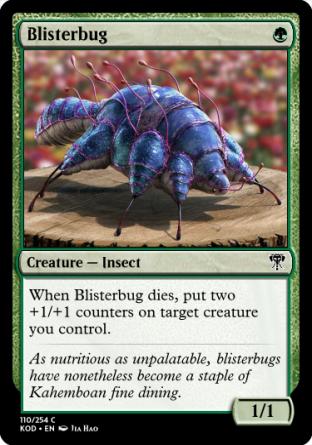 Blisterbug
Creature — Insect
When Blisterbug dies, put two
+1/+1 counters on target creature
you control.
As nutritious as unpalatable, blisterbugs
have nonetheless become a staple of
Kahemboan fine dining.
1/1
110/254 C
KOD • EN Jia Hao